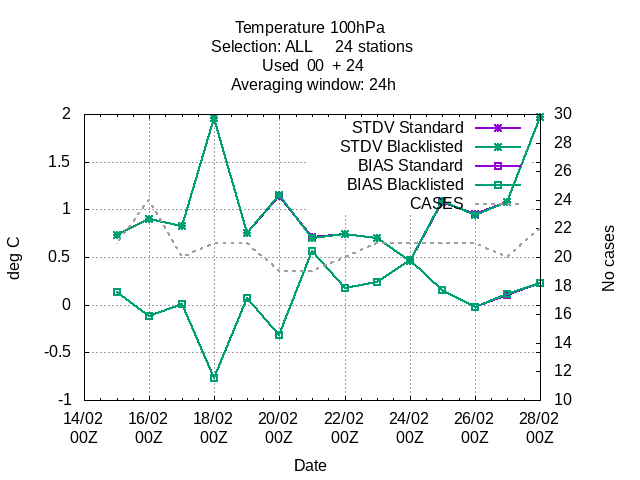 Temperature 100hPa
Selection: ALL 24 stations
Used 00 + 24
Averaging window: 24h
2
1.5
1
0.5
0
-0.5
-1
deg C
STDV Standard
STDV Blacklisted
BIAS Standard
BIAS Blacklisted
CASES
30
28
26
24
22
20
18
16
14
12
10
No cases
14/02 16/02 18/02 20/02 22/02 24/02 26/02 28/02
00Z 00Z 00Z 00Z 00Z 00Z 00Z 00Z
Date